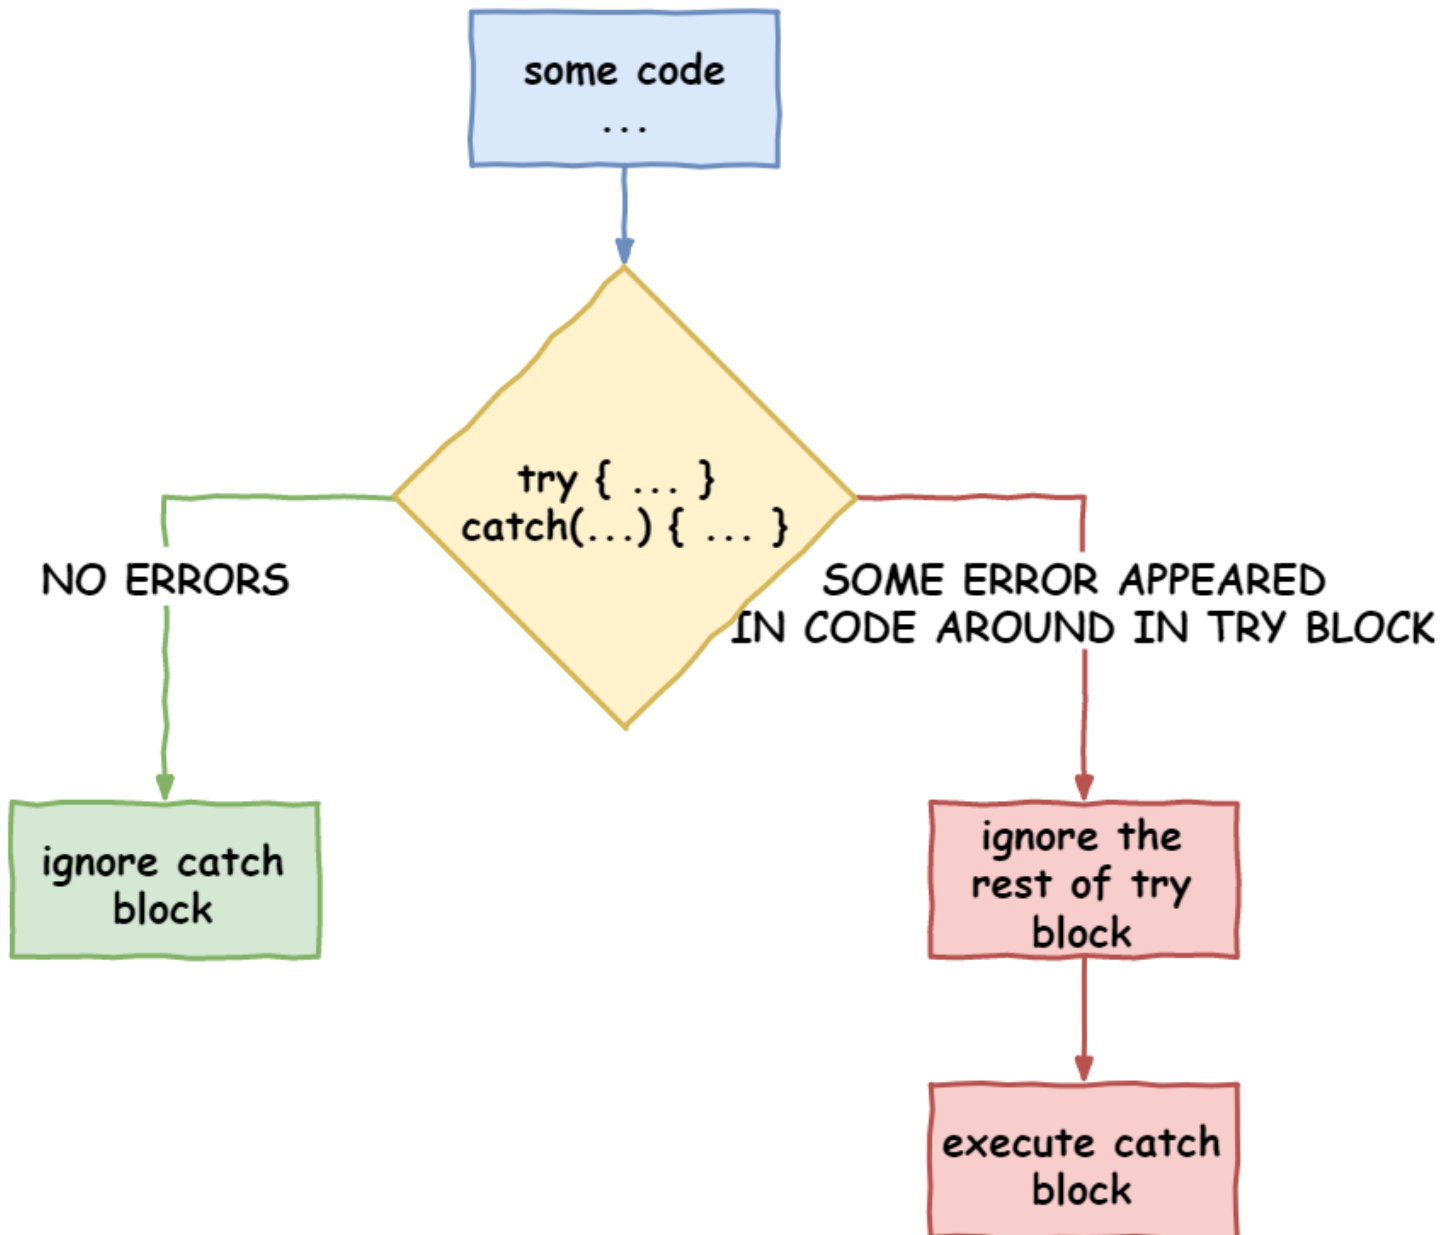 some code
...
try { ... }
catch(...) { ... }
NO ERRORS
SOME ERROR APPEARED
IN CODE AROUND IN TRY BLOCK
ignore catch
block
ignore the
rest of try
block
execute catch
block